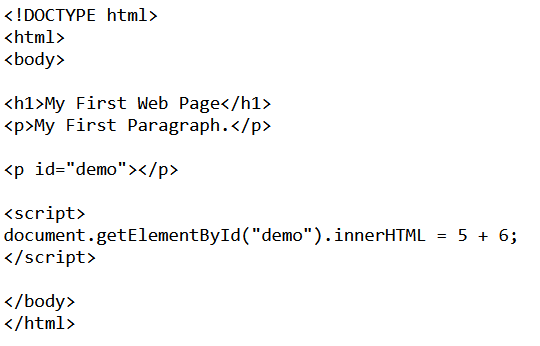 <!DOCTYPE html>
<html>
<body>
<h1>My First Web Page</h1>
<p>My First Paragraph.</p>
<p id="demo"></p>
<script>
document.getElementById("demo").innerHTML = 5 + 6;
</script>
</body>
</html>